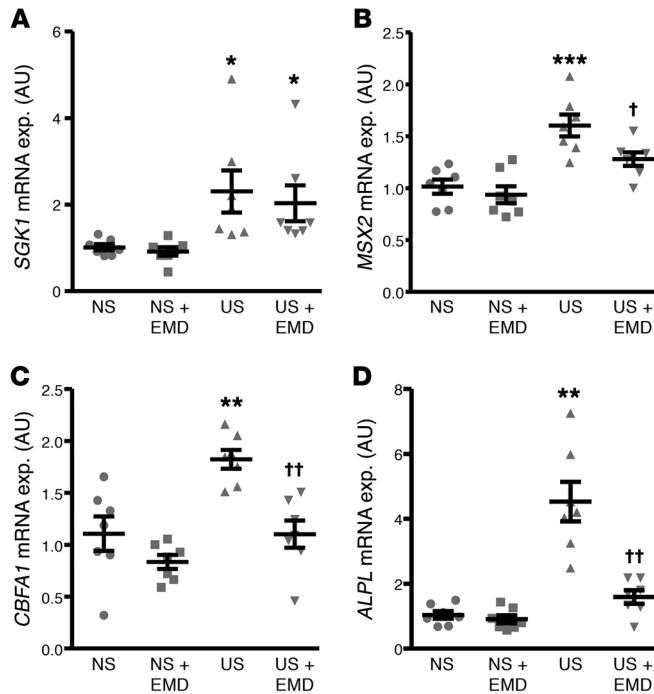 A
SGK1 mRNA exp. (AU)
6
4
2
0
*
*
NS
NS +
EMD
US
US +
EMD
B
MSX2 mRNA exp. (AU)
2.5
2.0
1.5
1.0
0.5
0.0
***
†
NS
NS +
EMD
US
US +
EMD
C
CBFA1 mRNA exp. (AU)
2.5
2.0
1.5
1.0
0.5
0.0
**
††
NS
NS +
EMD
US
US +
EMD
D
ALPL mRNA exp. (AU)
8
6
4
2
0
**
††
NS
NS +
EMD
US
US +
EMD